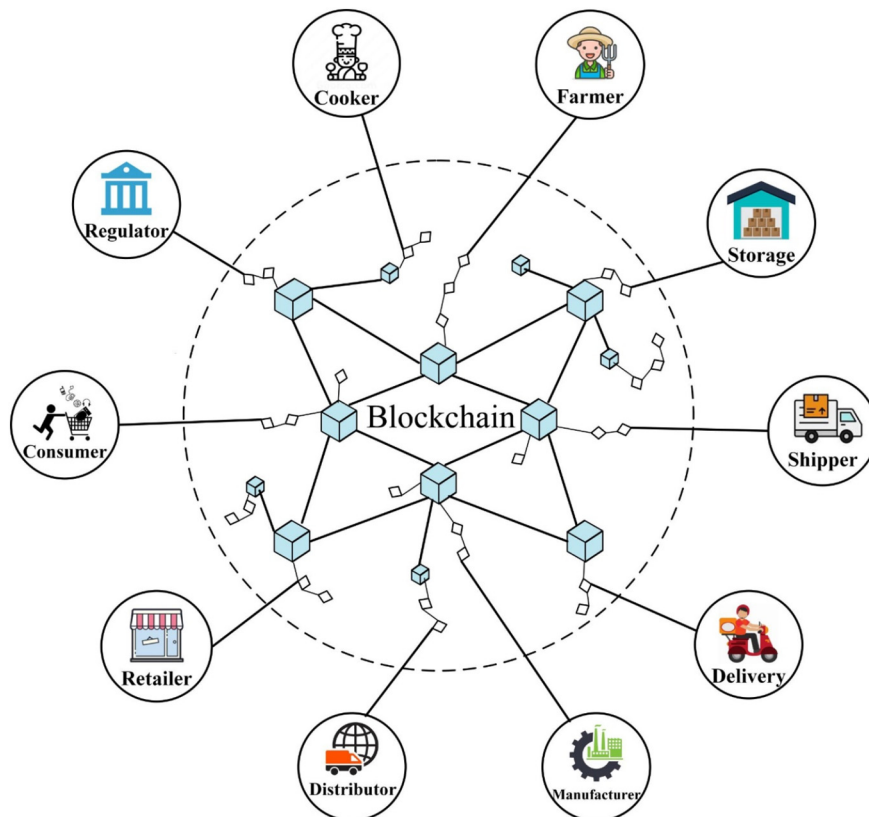 Cooker
Farmer
Regulator
Storage
Blockchain
Consumer
Shipper
Retailer
Delivery
Distributor
Manufacturer